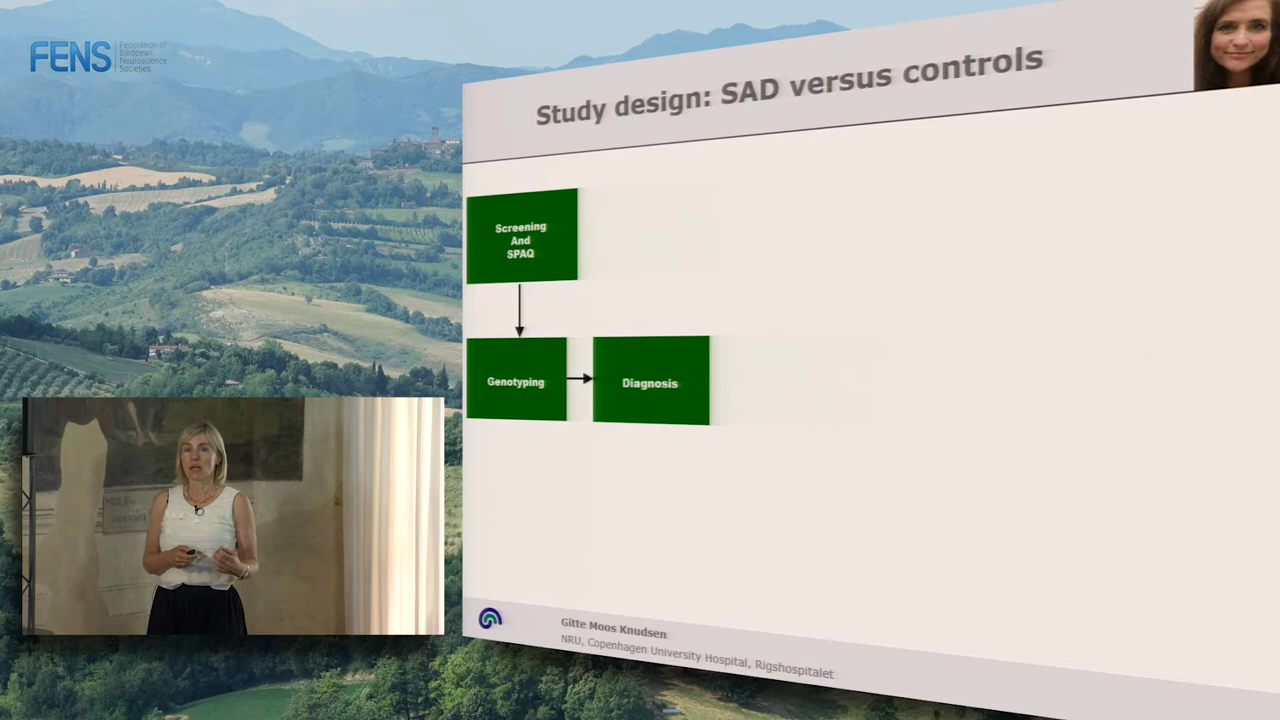 FENS
Federation of
European
Neuroscience
Societies
Study design: SAD versus controls
Screening
And
SPAQ
Genotyping
Diagnosis
Gitte Moos Knudsen
NRU, Copenhagen University Hospital, Rigshospitalet